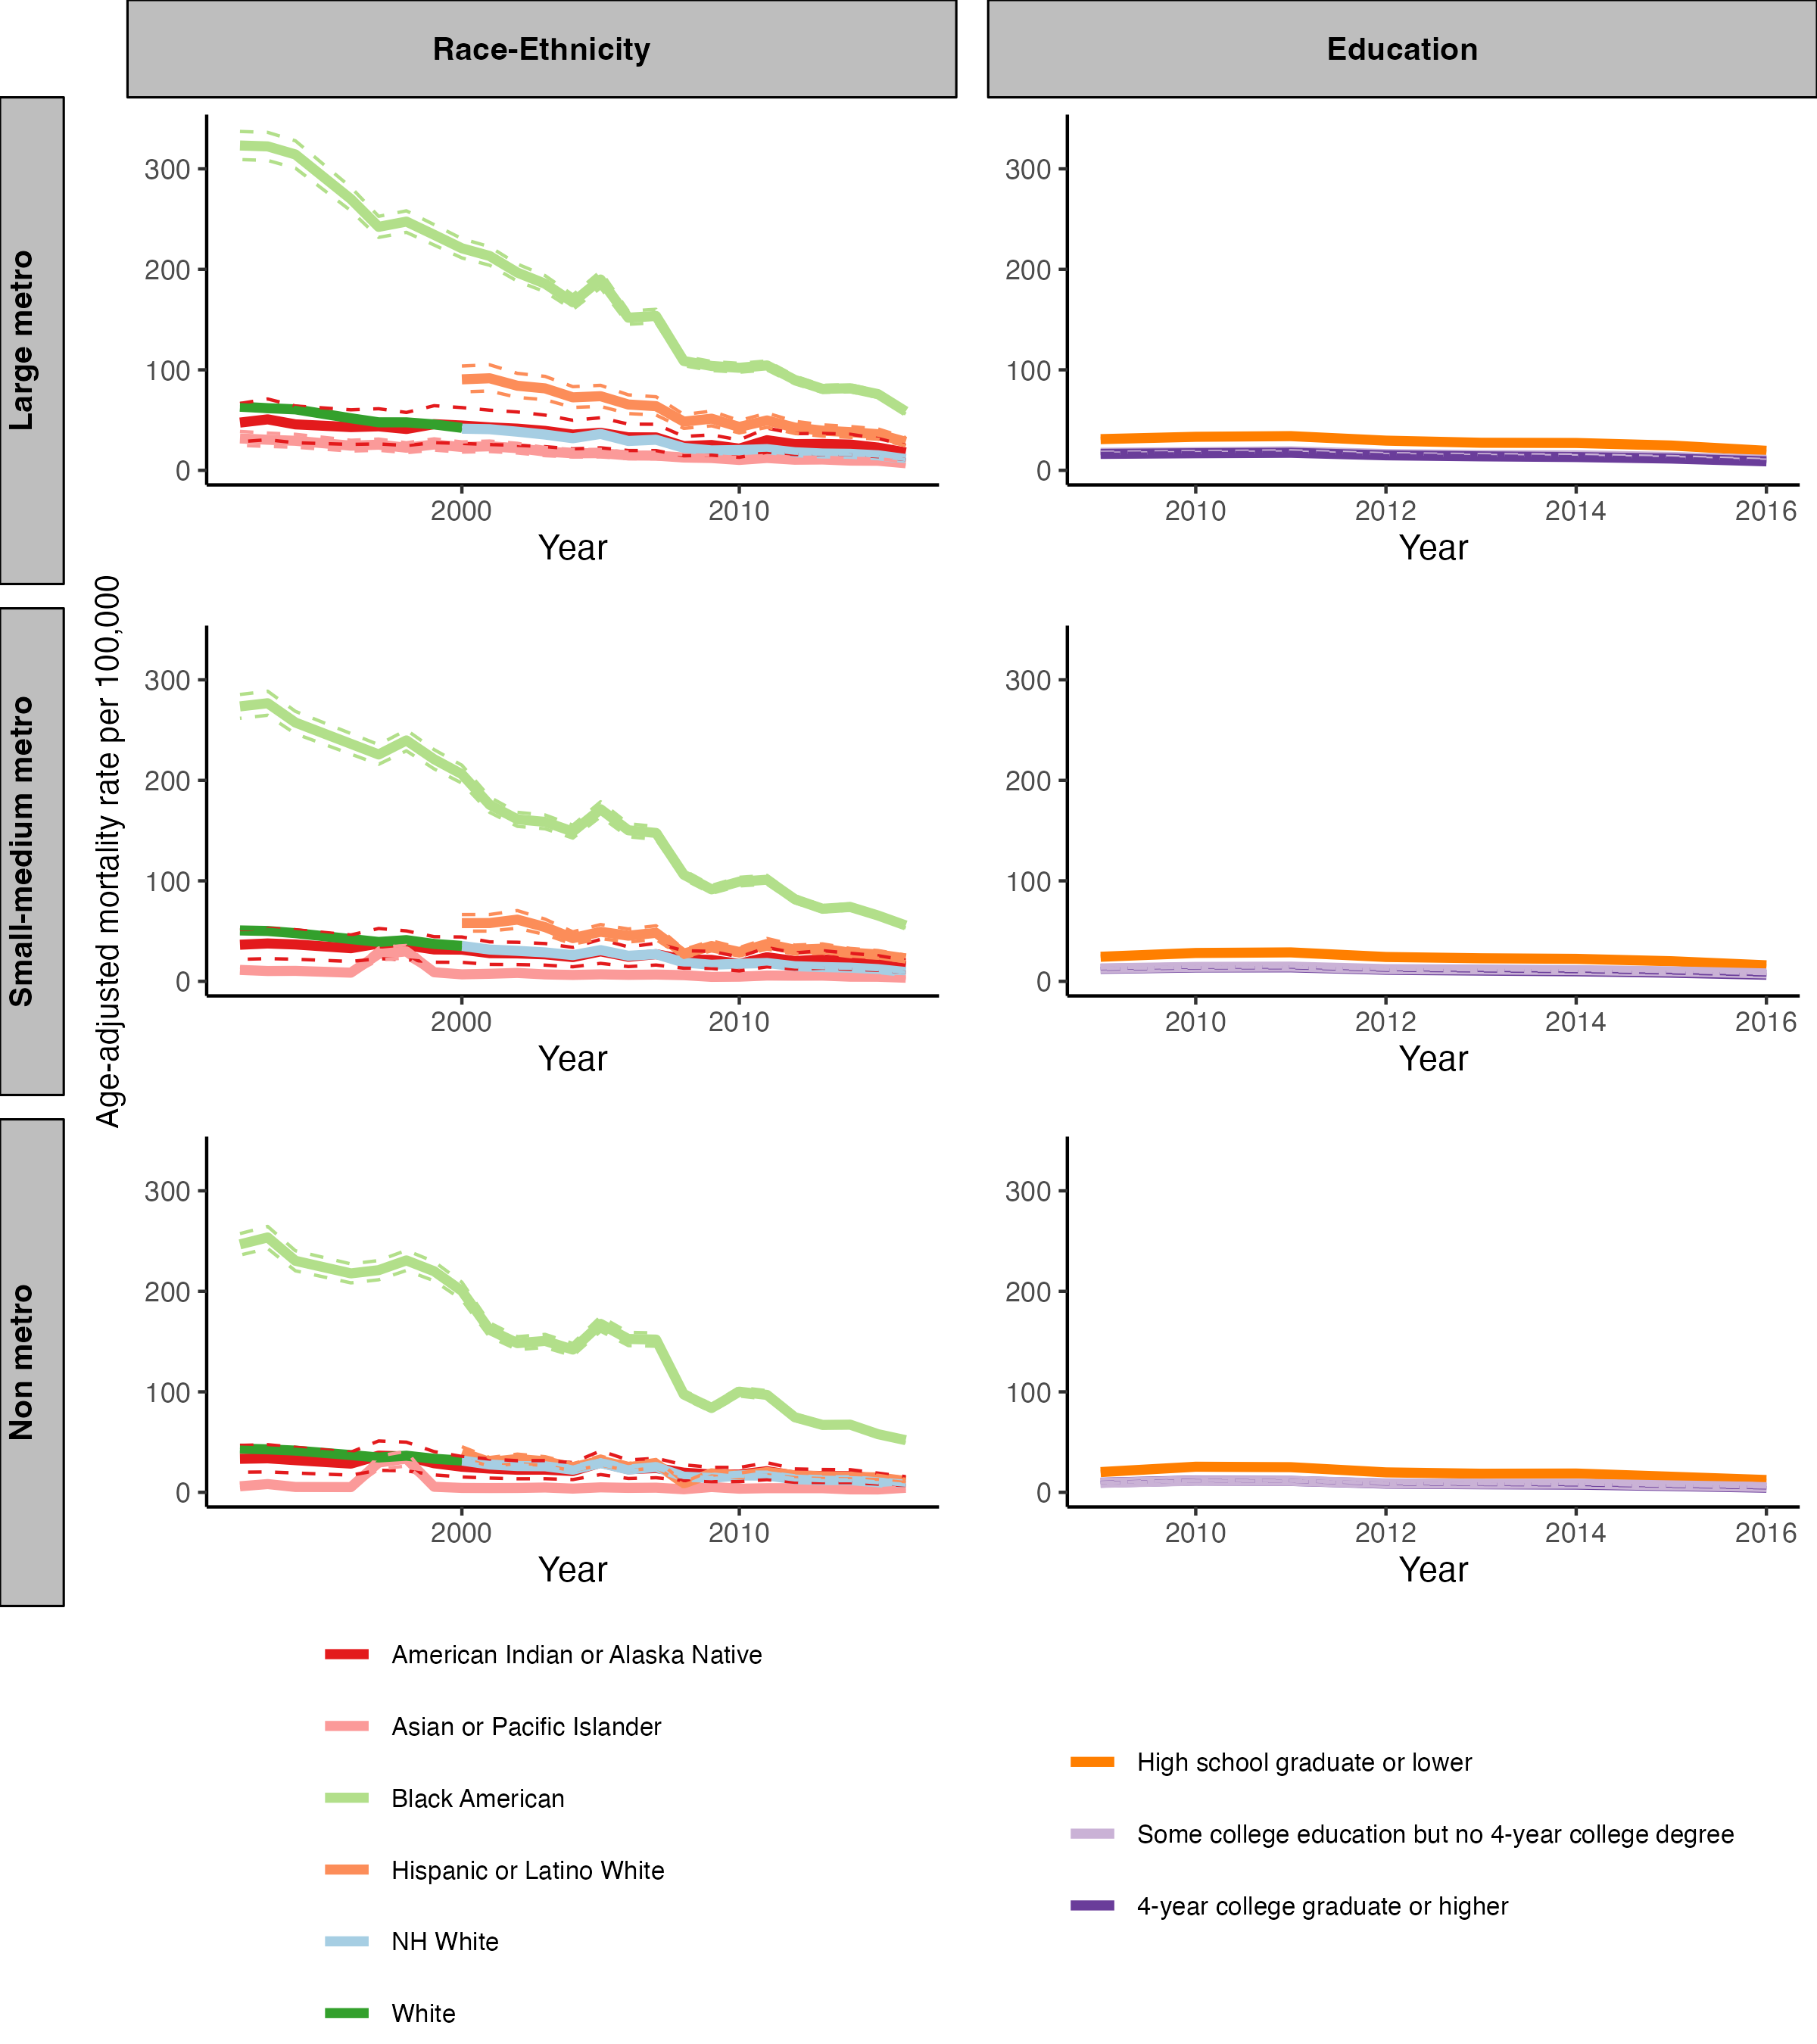 Race-Ethnicity
Education
Large metro
300
200
100
0
2000
2010
Year
300
200
100
0
2010
2012
2014
2016
Year
Age-adjusted mortality rate per 100,000
Small-medium metro
300
200
100
0
2000
2010
Year
300
200
100
0
2010
2012
2014
2016
Year
Non metro
300
200
100
0
2000
2010
Year
300
200
100
0
2010
2012
2014
2016
Year
American Indian or Alaska Native
Asian or Pacific Islander
Black American
Hispanic or Latino White
NH White
White
High school graduate or lower
Some college education but no 4-year college degree
4-year college graduate or higher